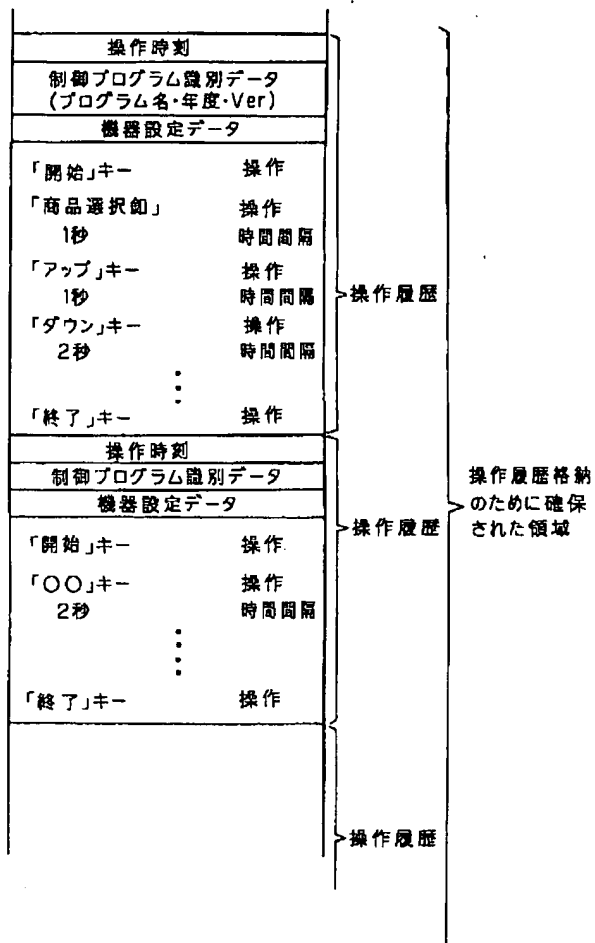 操作時刻
制御プログラム識別データ
(プログラム名・年度・Ver)
機器設定データ
「開始」キー 操作
「商品選択釦」 操作
1秒 時間間隔
「アップ」キー 操作
1秒 時間間隔
「ダウン」キー 操作
2秒 時間間隔
「終了」キー 操作
操作履歴
操作時刻
制御プログラム識別データ
機器設定データ
「開始」キー 操作
「〇〇」キー 操作
2秒 時間間隔
「終了」キー 操作
操作履歴
操作履歴
操作履歴格納
のために確保
された領域